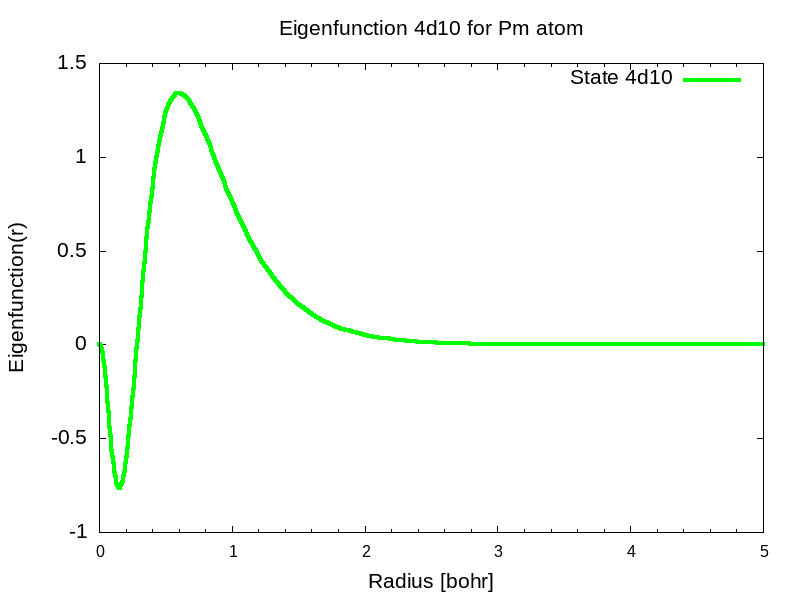 Eigenfunction 4d10 for Pm atom
State 4d10
1.5
1
0.5
0
-0.5
-1
Eigenfunction(r)
0 1 2 3 4 5
Radius [bohr]